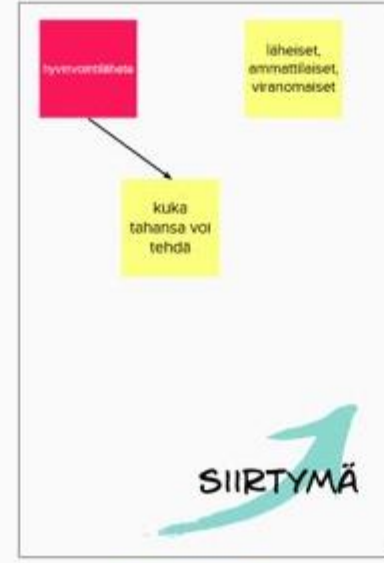 hyvinvointilähete
läheiset,
ammattilaiset,
viranomaiset
kuka
tahansa voi
tehdä
SIIRTYMÄ